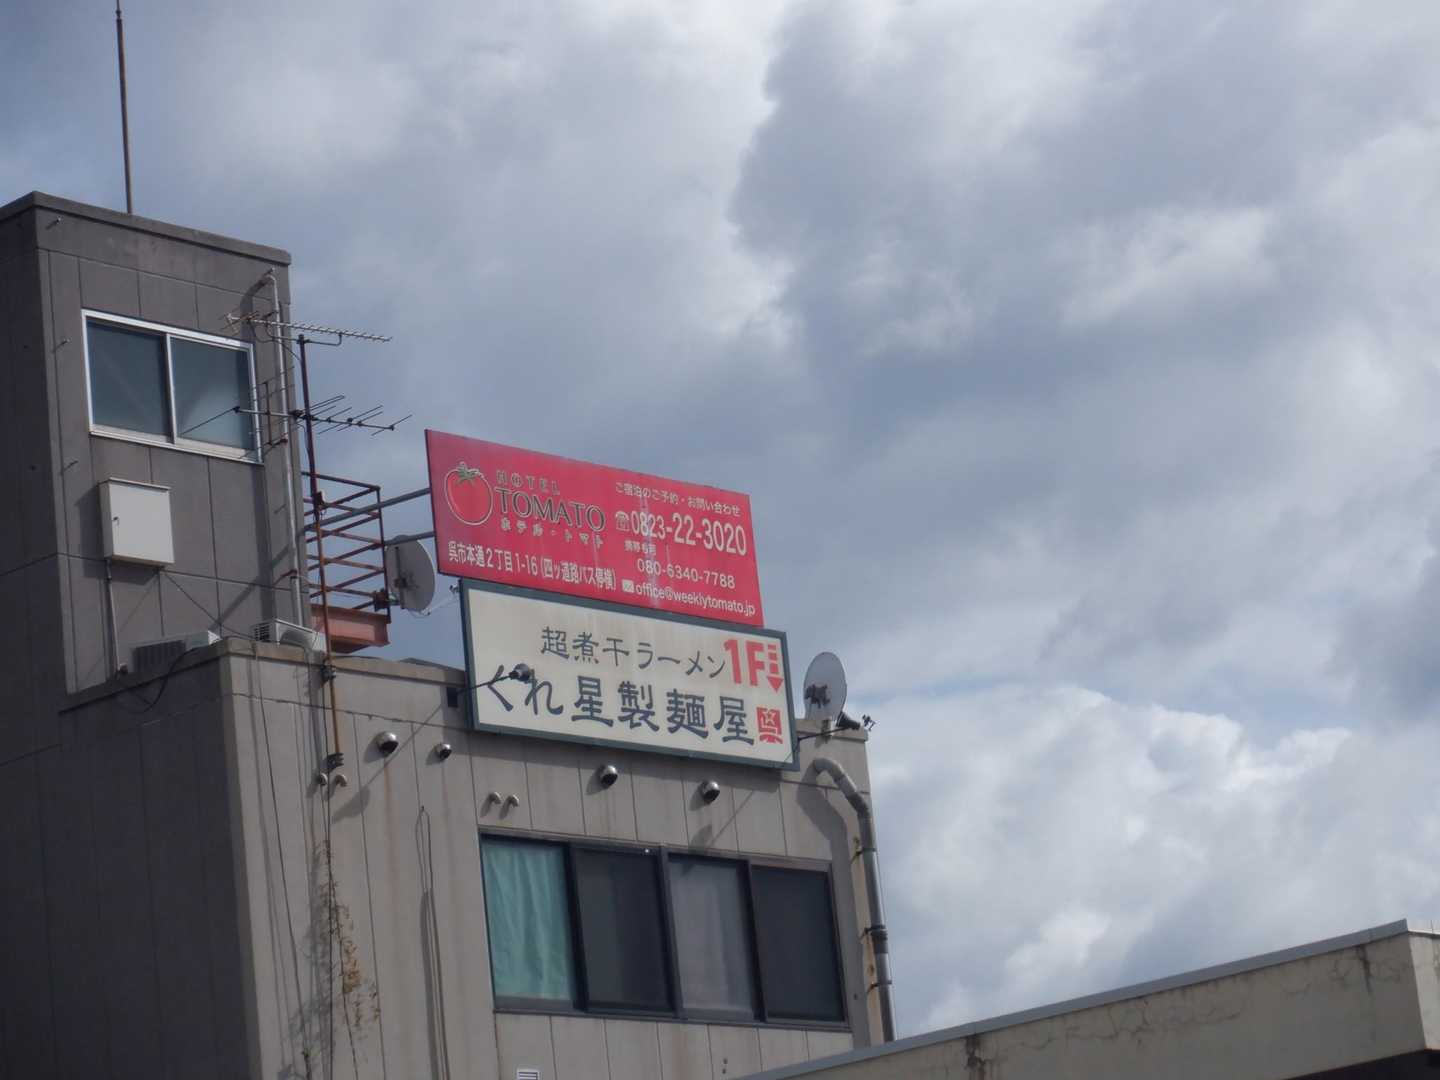 HOTEL
TOMATO
ホテル・トマト
呉市本通2丁目1-16(四ッ道路バス停横)
ご宿泊のご予約・お問い合わせ
☎0823-22-3020
携帯番号
080-6340-7788
✉office@weeklytomato.jp
超煮干ラーメン
1F
くれ星製麺屋
呉